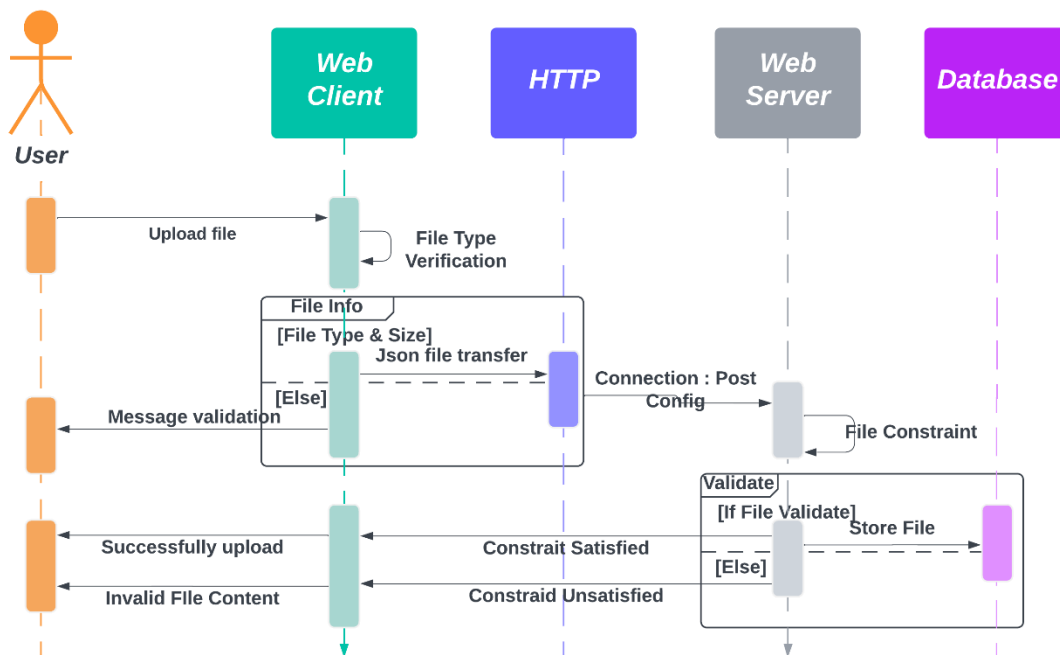 Web
Client
HTTP
Web
Server
Database
User
Upload file
File Type
Verification
File Info
[File Type & Size]
Json file transfer
[Else]
Connection : Post
Config
Message validation
File Constraint
Validate
[If File Validate]
Store File
Successfully upload
Constrait Satisfied
[Else]
Invalid FIle Content
Constraid Unsatisfied